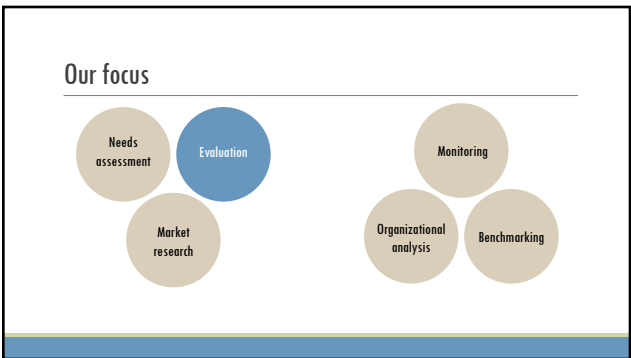 Our focus
Needs
assessment
Evaluation
Market
research
Monitoring
Organizational
analysis
Benchmarking